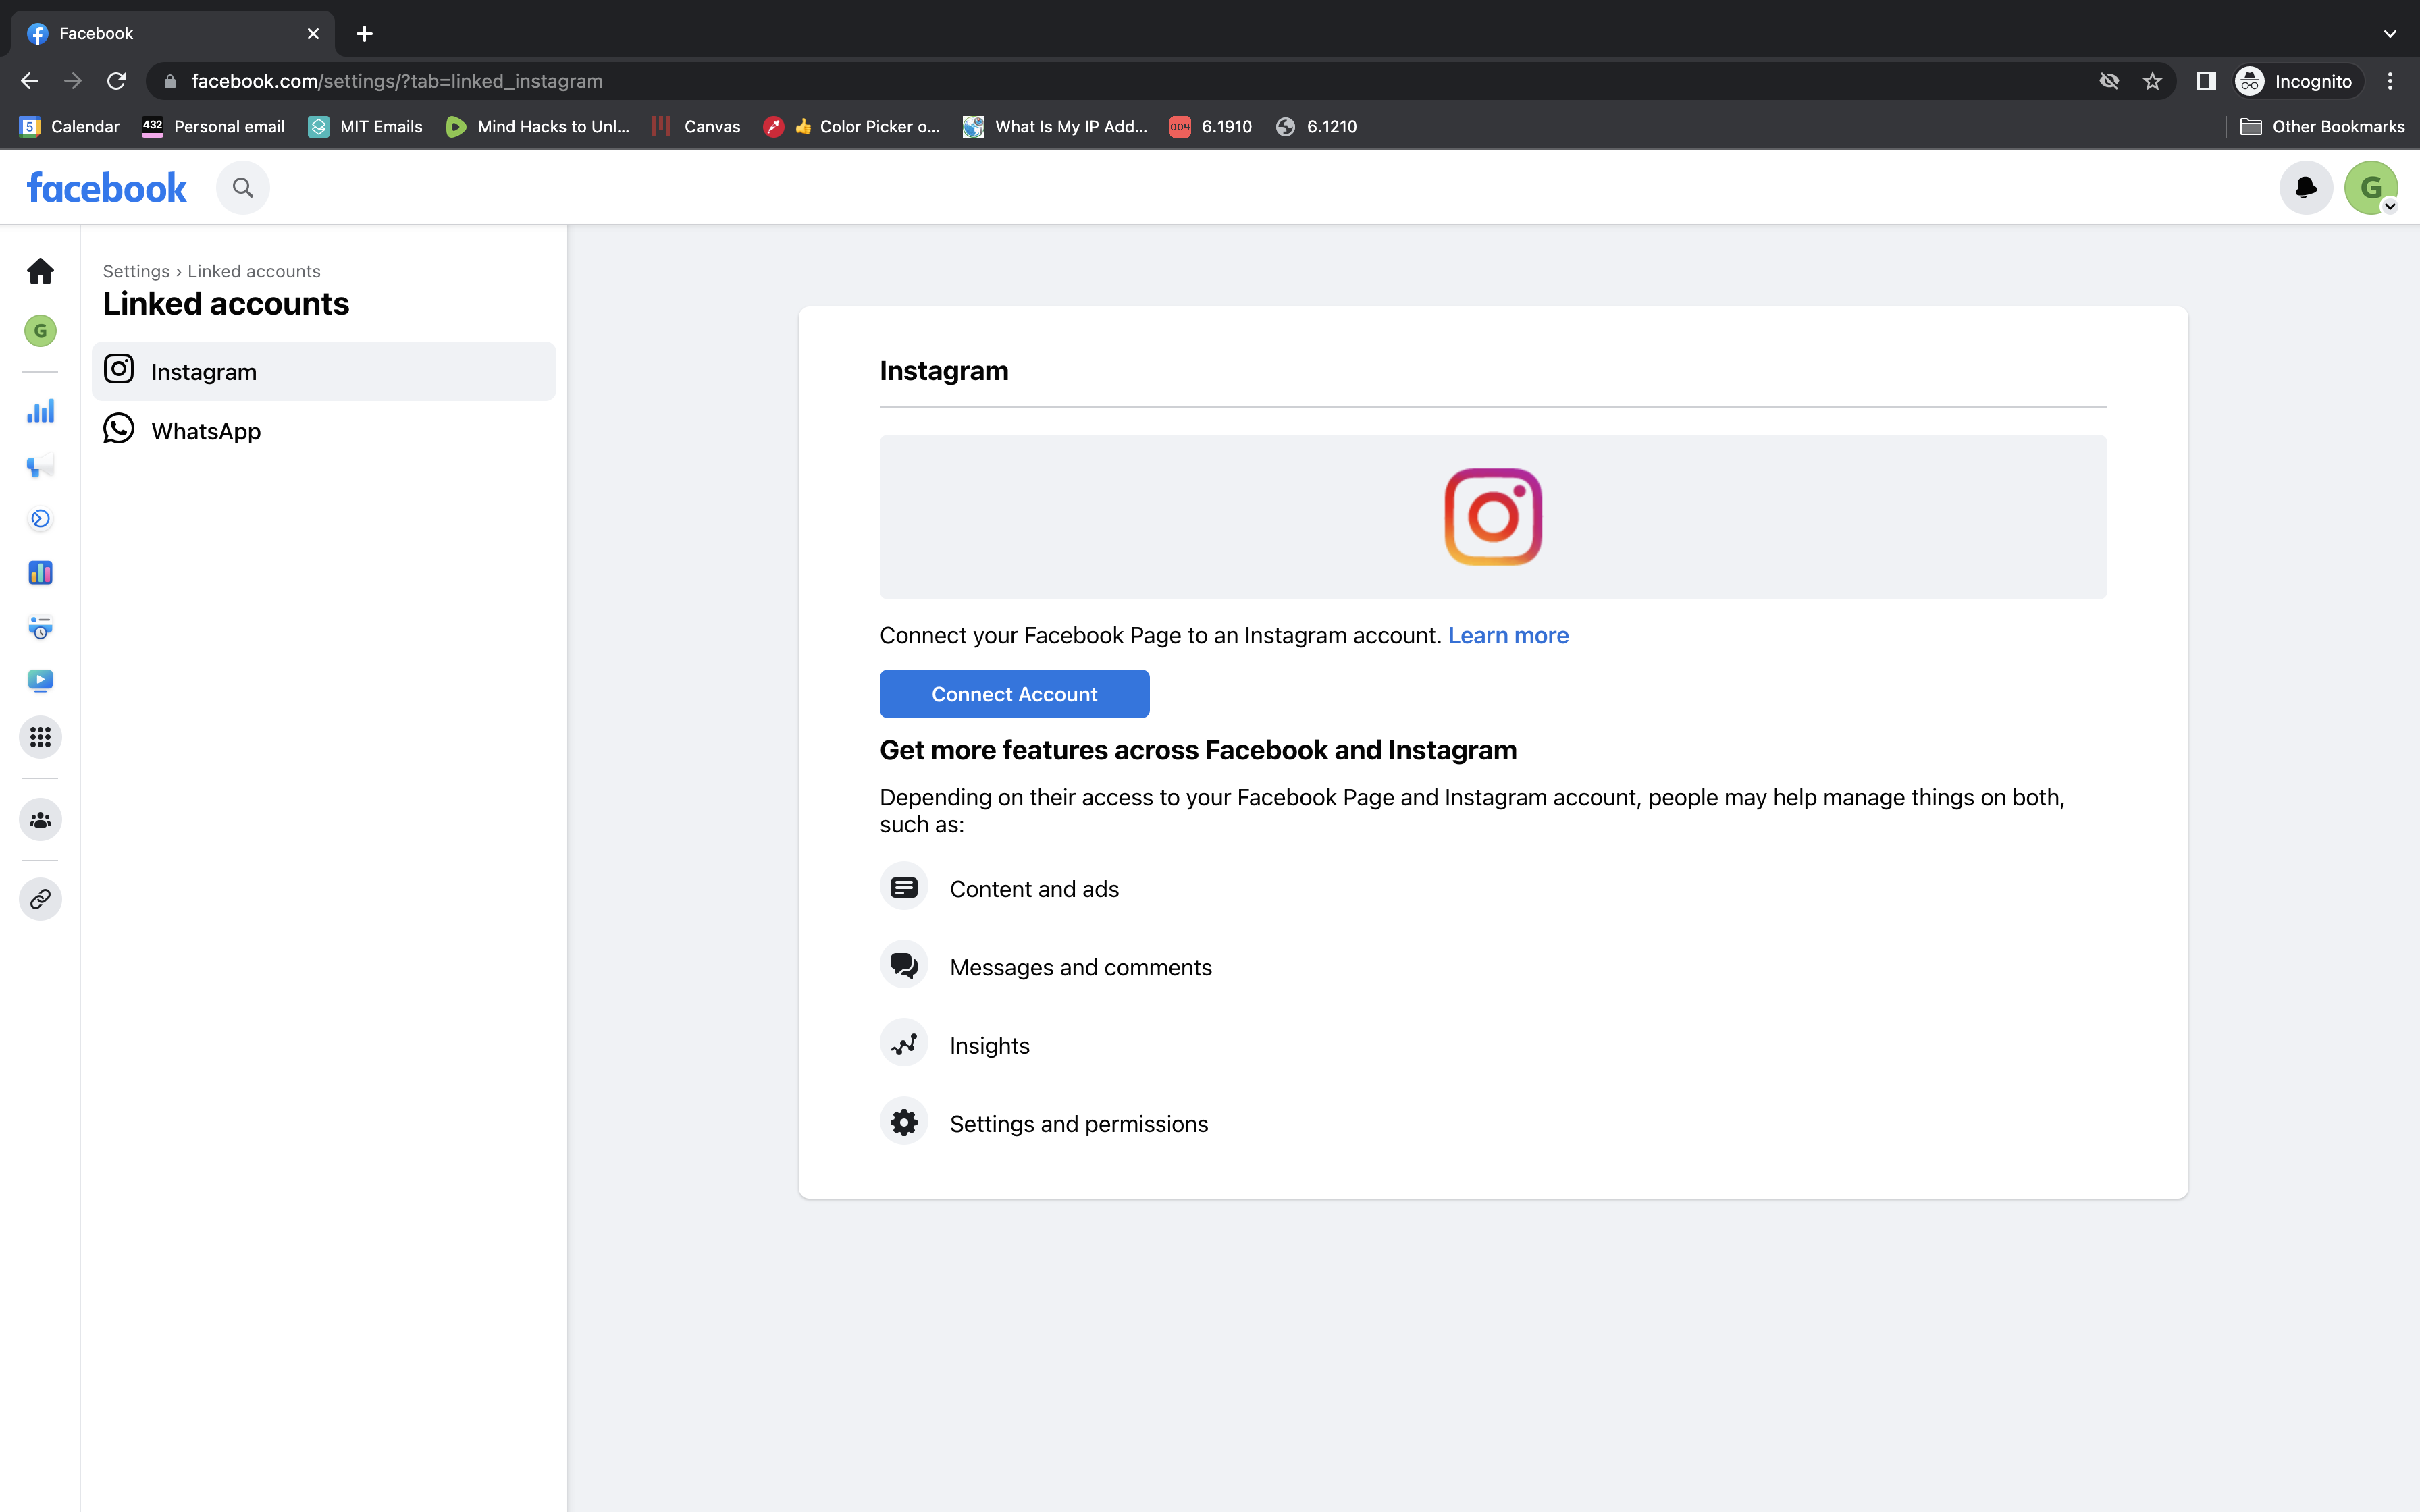 Facebook
facebook.com/settings/?tab=linked_instagram
Incognito
5 Calendar
432 Personal email
MIT Emails
Mind Hacks to Unl...
Canvas
👍 Color Picker o...
What Is My IP Add...
004 6.1910
6.1210
Other Bookmarks
facebook
G
G
Settings › Linked accounts
Linked accounts
Instagram
WhatsApp
Instagram
Connect your Facebook Page to an Instagram account. Learn more
Connect Account
Get more features across Facebook and Instagram
Depending on their access to your Facebook Page and Instagram account, people may help manage things on both,
such as:
Content and ads
Messages and comments
Insights
Settings and permissions